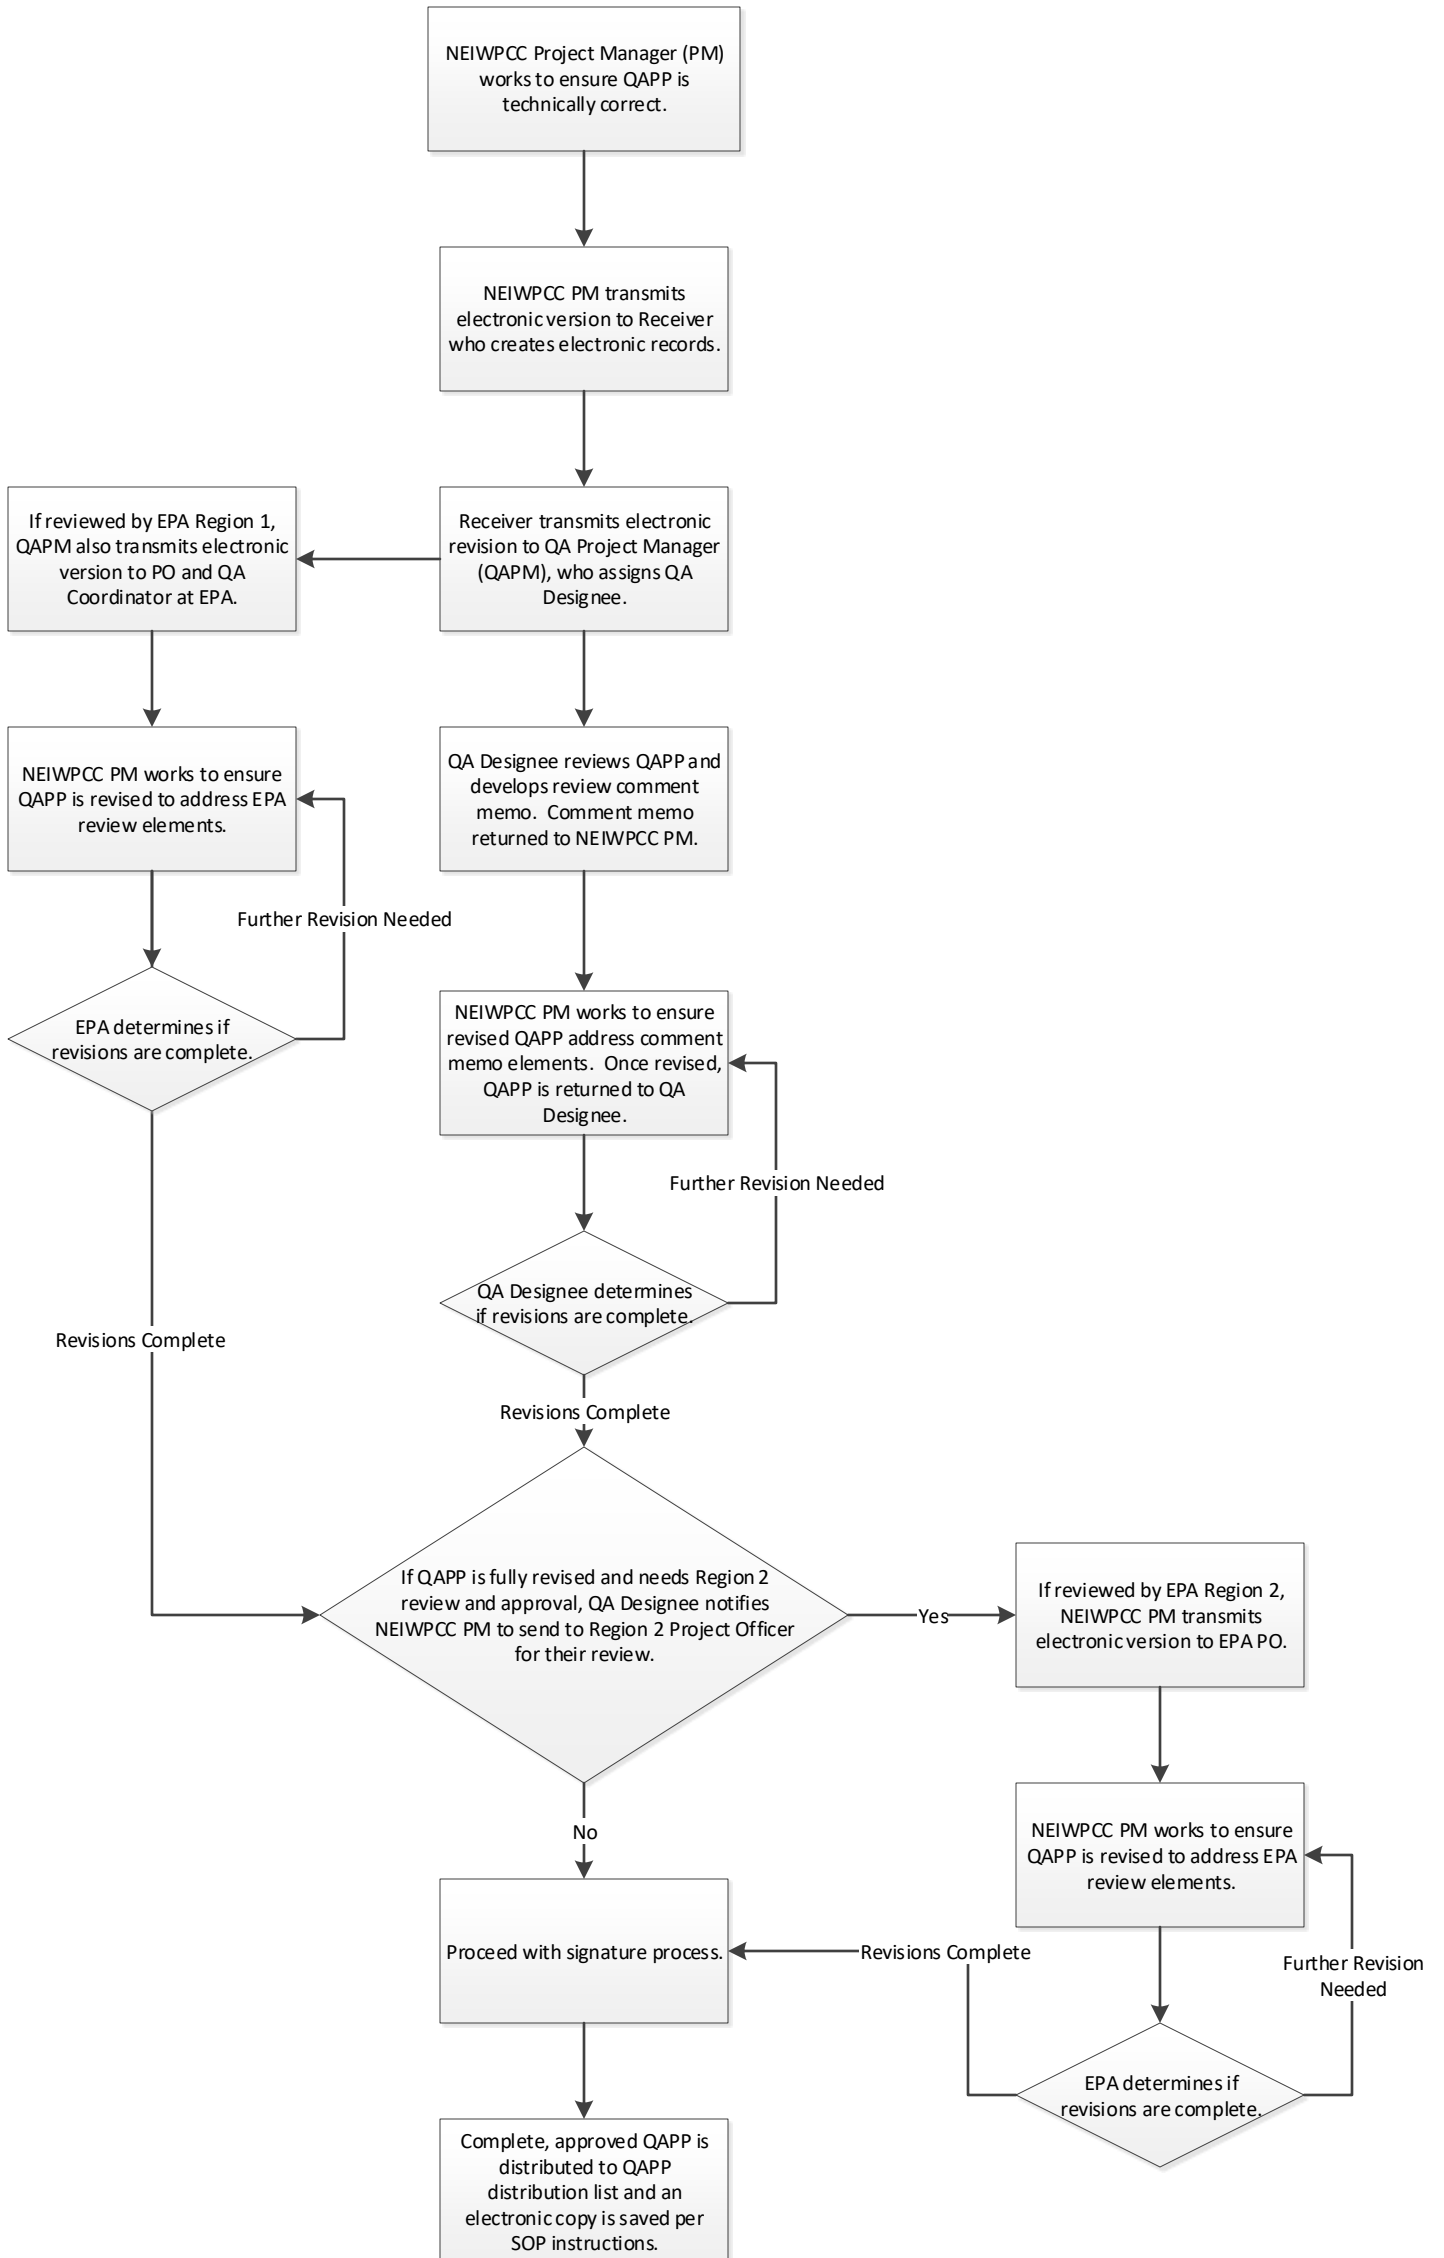 NEIWPCC Project Manager (PM)
works to ensure QAPP is
technically correct.
NEIWPCC PM transmits
electronic version to Receiver
who creates electronic records.
If reviewed by EPA Region 1,
QAPM also transmits electronic
version to PO and QA
Coordinator at EPA.
Receiver transmits electronic
revision to QA Project Manager
(QAPM), who assigns QA
Designee.
NEIWPCC PM works to ensure
QAPP is revised to address EPA
review elements.
QA Designee reviews QAPP and
develops review comment
memo.  Comment memo
returned to NEIWPCC PM.
Further Revision Needed
EPA determines if
revisions are complete.
NEIWPCC PM works to ensure
revised QAPP address comment
memo elements.  Once revised,
QAPP is returned to QA
Designee.
Further Revision Needed
QA Designee determines
if revisions are complete.
Revisions Complete
Revisions Complete
If QAPP is fully revised and needs Region 2
review and approval, QA Designee notifies
NEIWPCC PM to send to Region 2 Project Officer
for their review.
Yes
If reviewed by EPA Region 2,
NEIWPCC PM transmits
electronic version to EPA PO.
No
NEIWPCC PM works to ensure
QAPP is revised to address EPA
review elements.
Proceed with signature process.
Revisions Complete
Further Revision
Needed
EPA determines if
revisions are complete.
Complete, approved QAPP is
distributed to QAPP
distribution list and an
electronic copy is saved per
SOP instructions.